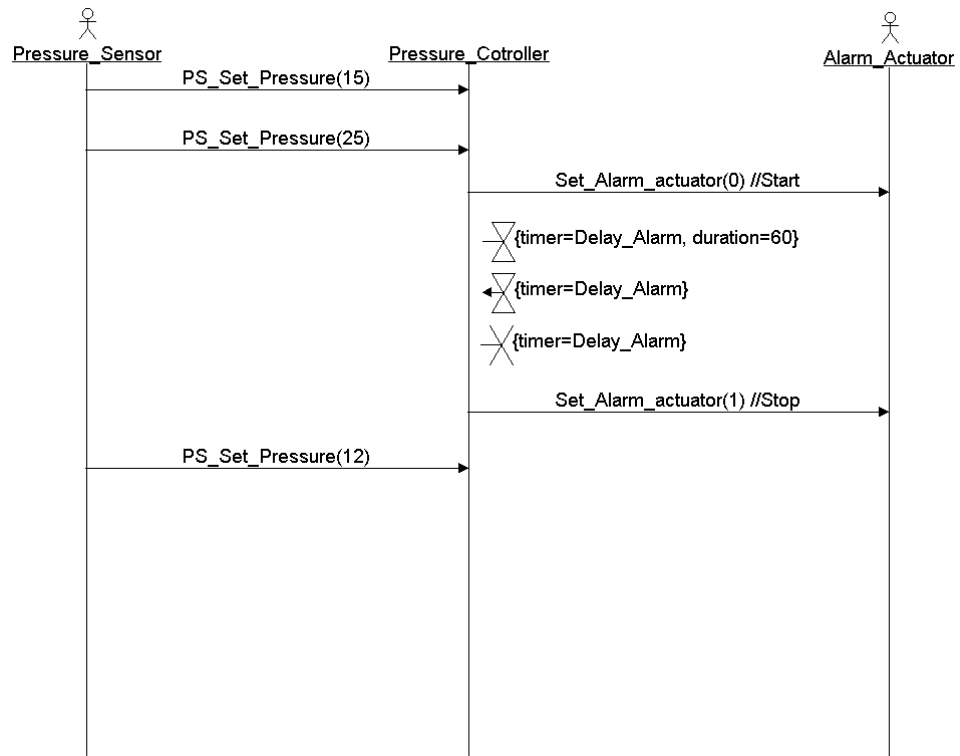 Pressure_Sensor
Pressure_Cotroller
Alarm_Actuator
PS_Set_Pressure(15)
PS_Set_Pressure(25)
Set_Alarm_actuator(0) //Start
{timer=Delay_Alarm, duration=60}
{timer=Delay_Alarm}
{timer=Delay_Alarm}
Set_Alarm_actuator(1) //Stop
PS_Set_Pressure(12)